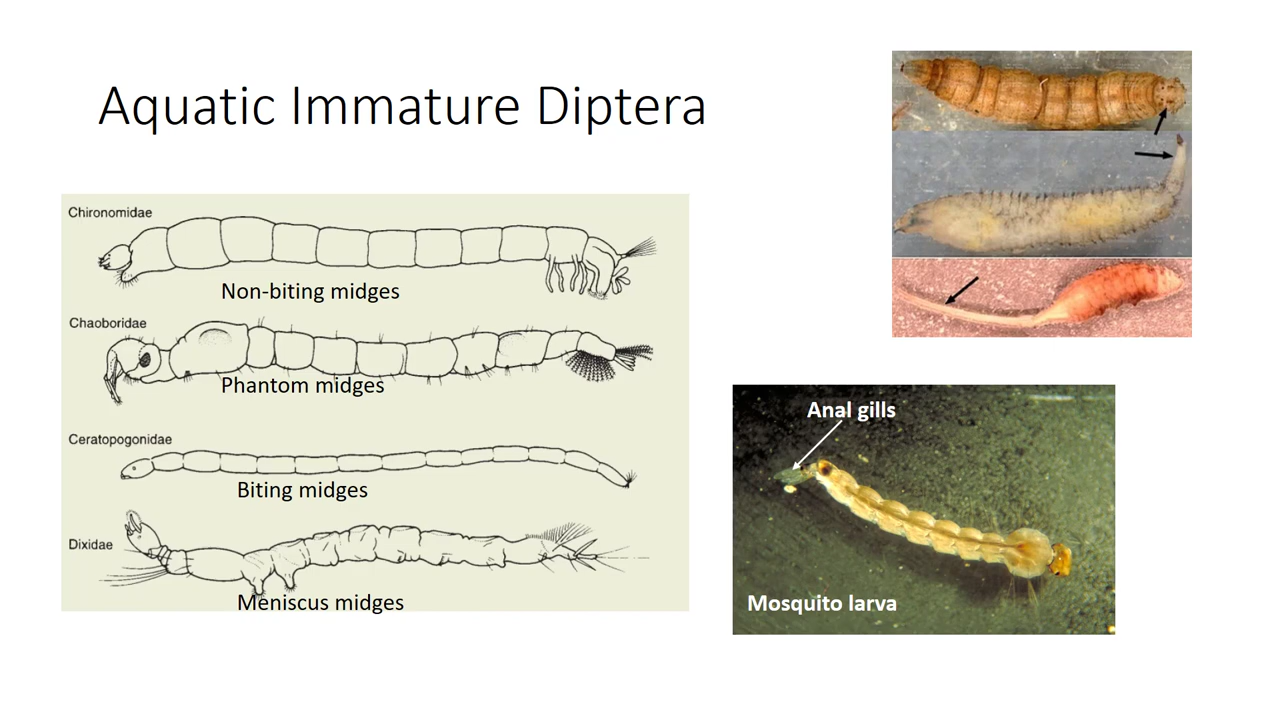 Aquatic Immature Diptera
Chironomidae
Non-biting midges
Chaoboridae
Phantom midges
Ceratopogonidae
Biting midges
Dixidae
Meniscus midges
Anal gills
Mosquito larva